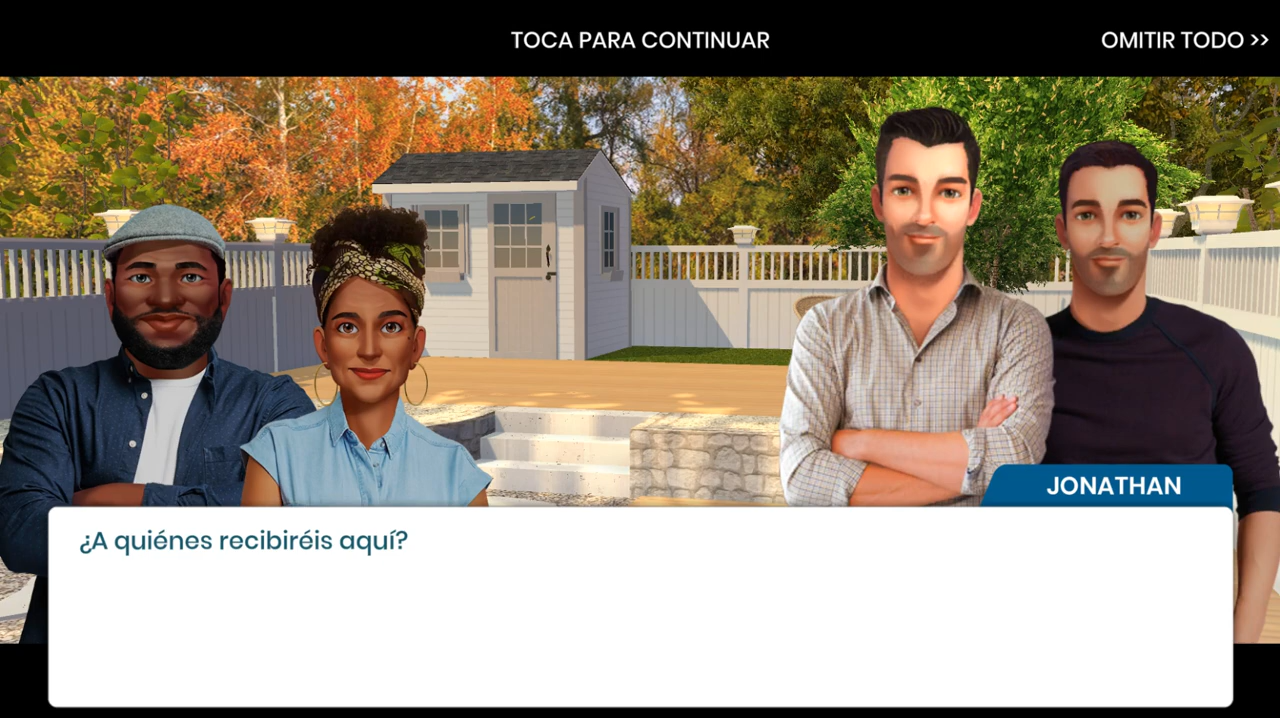 TOCA PARA CONTINUAR
OMITIR TODO >>
JONATHAN
¿A quiénes recibiréis aquí?